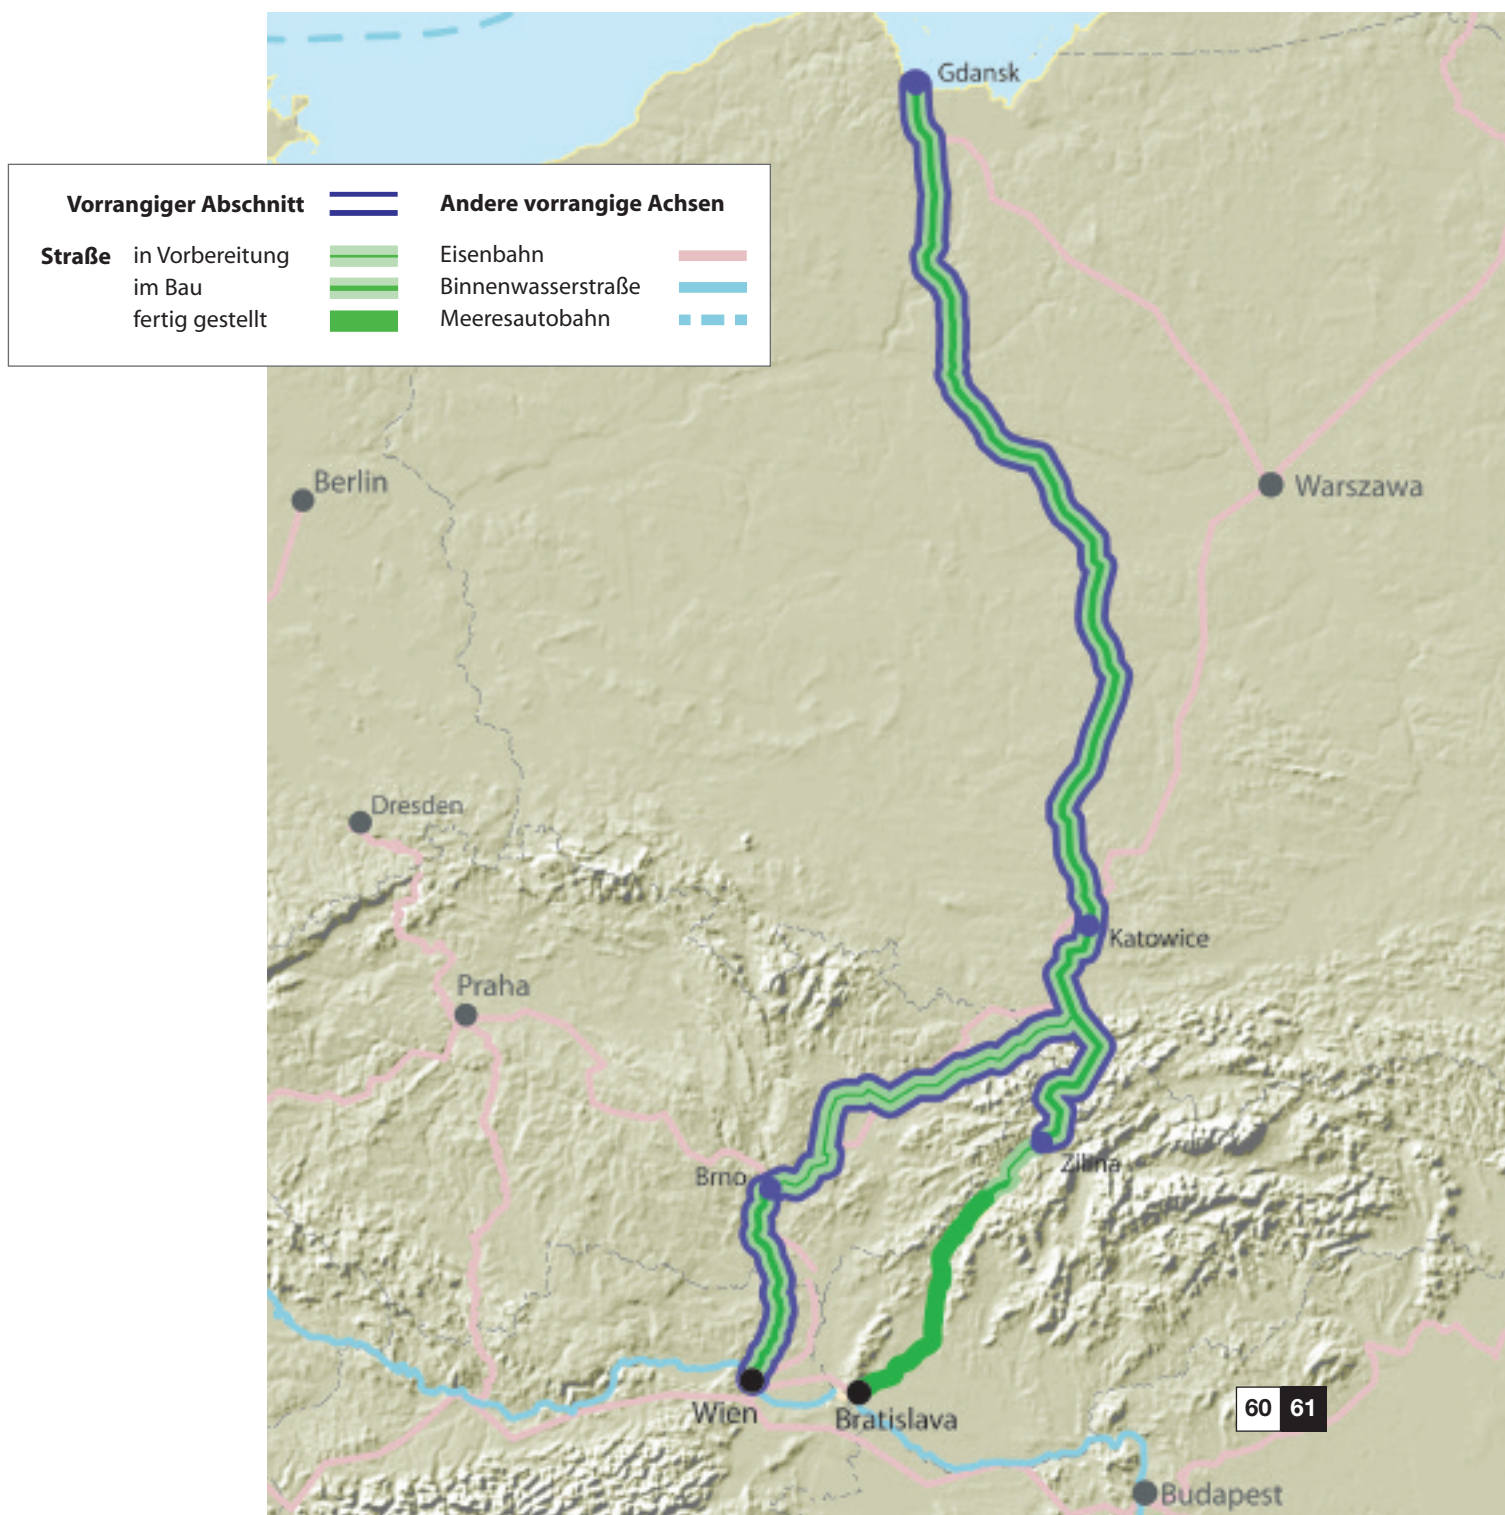 Gdansk
Vorrangiger Abschnitt
Andere vorrangige Achsen
Straße in Vorbereitung
Eisenbahn
im Bau
Binnenwasserstraße
fertig gestellt
Meeresautobahn
Berlin
Warszawa
Dresden
Katowice
Praha
Zilina
Brno
Wien
Bratislava
60 61
Budapest